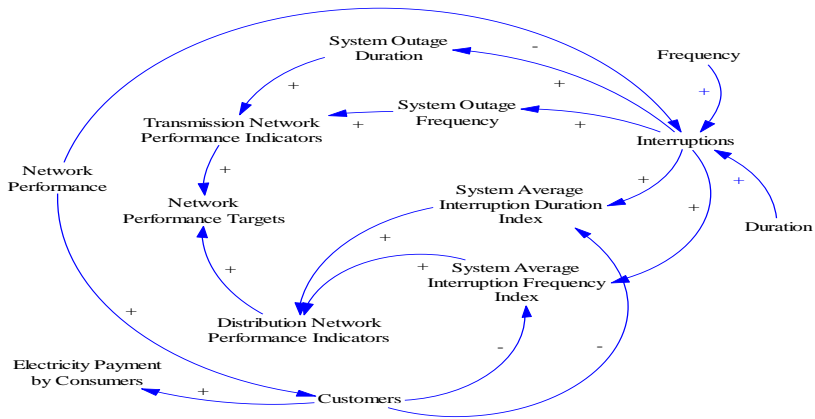 System Outage
Duration
-
Frequency
+
+
+
Transmission Network
Performance Indicators
+
System Outage
Frequency
+
Interruptions
Network
Performance
+
Network
Performance Targets
System Average
Interruption Duration
Index
+
+
+
Duration
+
+
System Average
Interruption Frequency
Index
+
+
Distribution Network
Performance Indicators
-
-
Electricity Payment
by Consumers
+
Customers